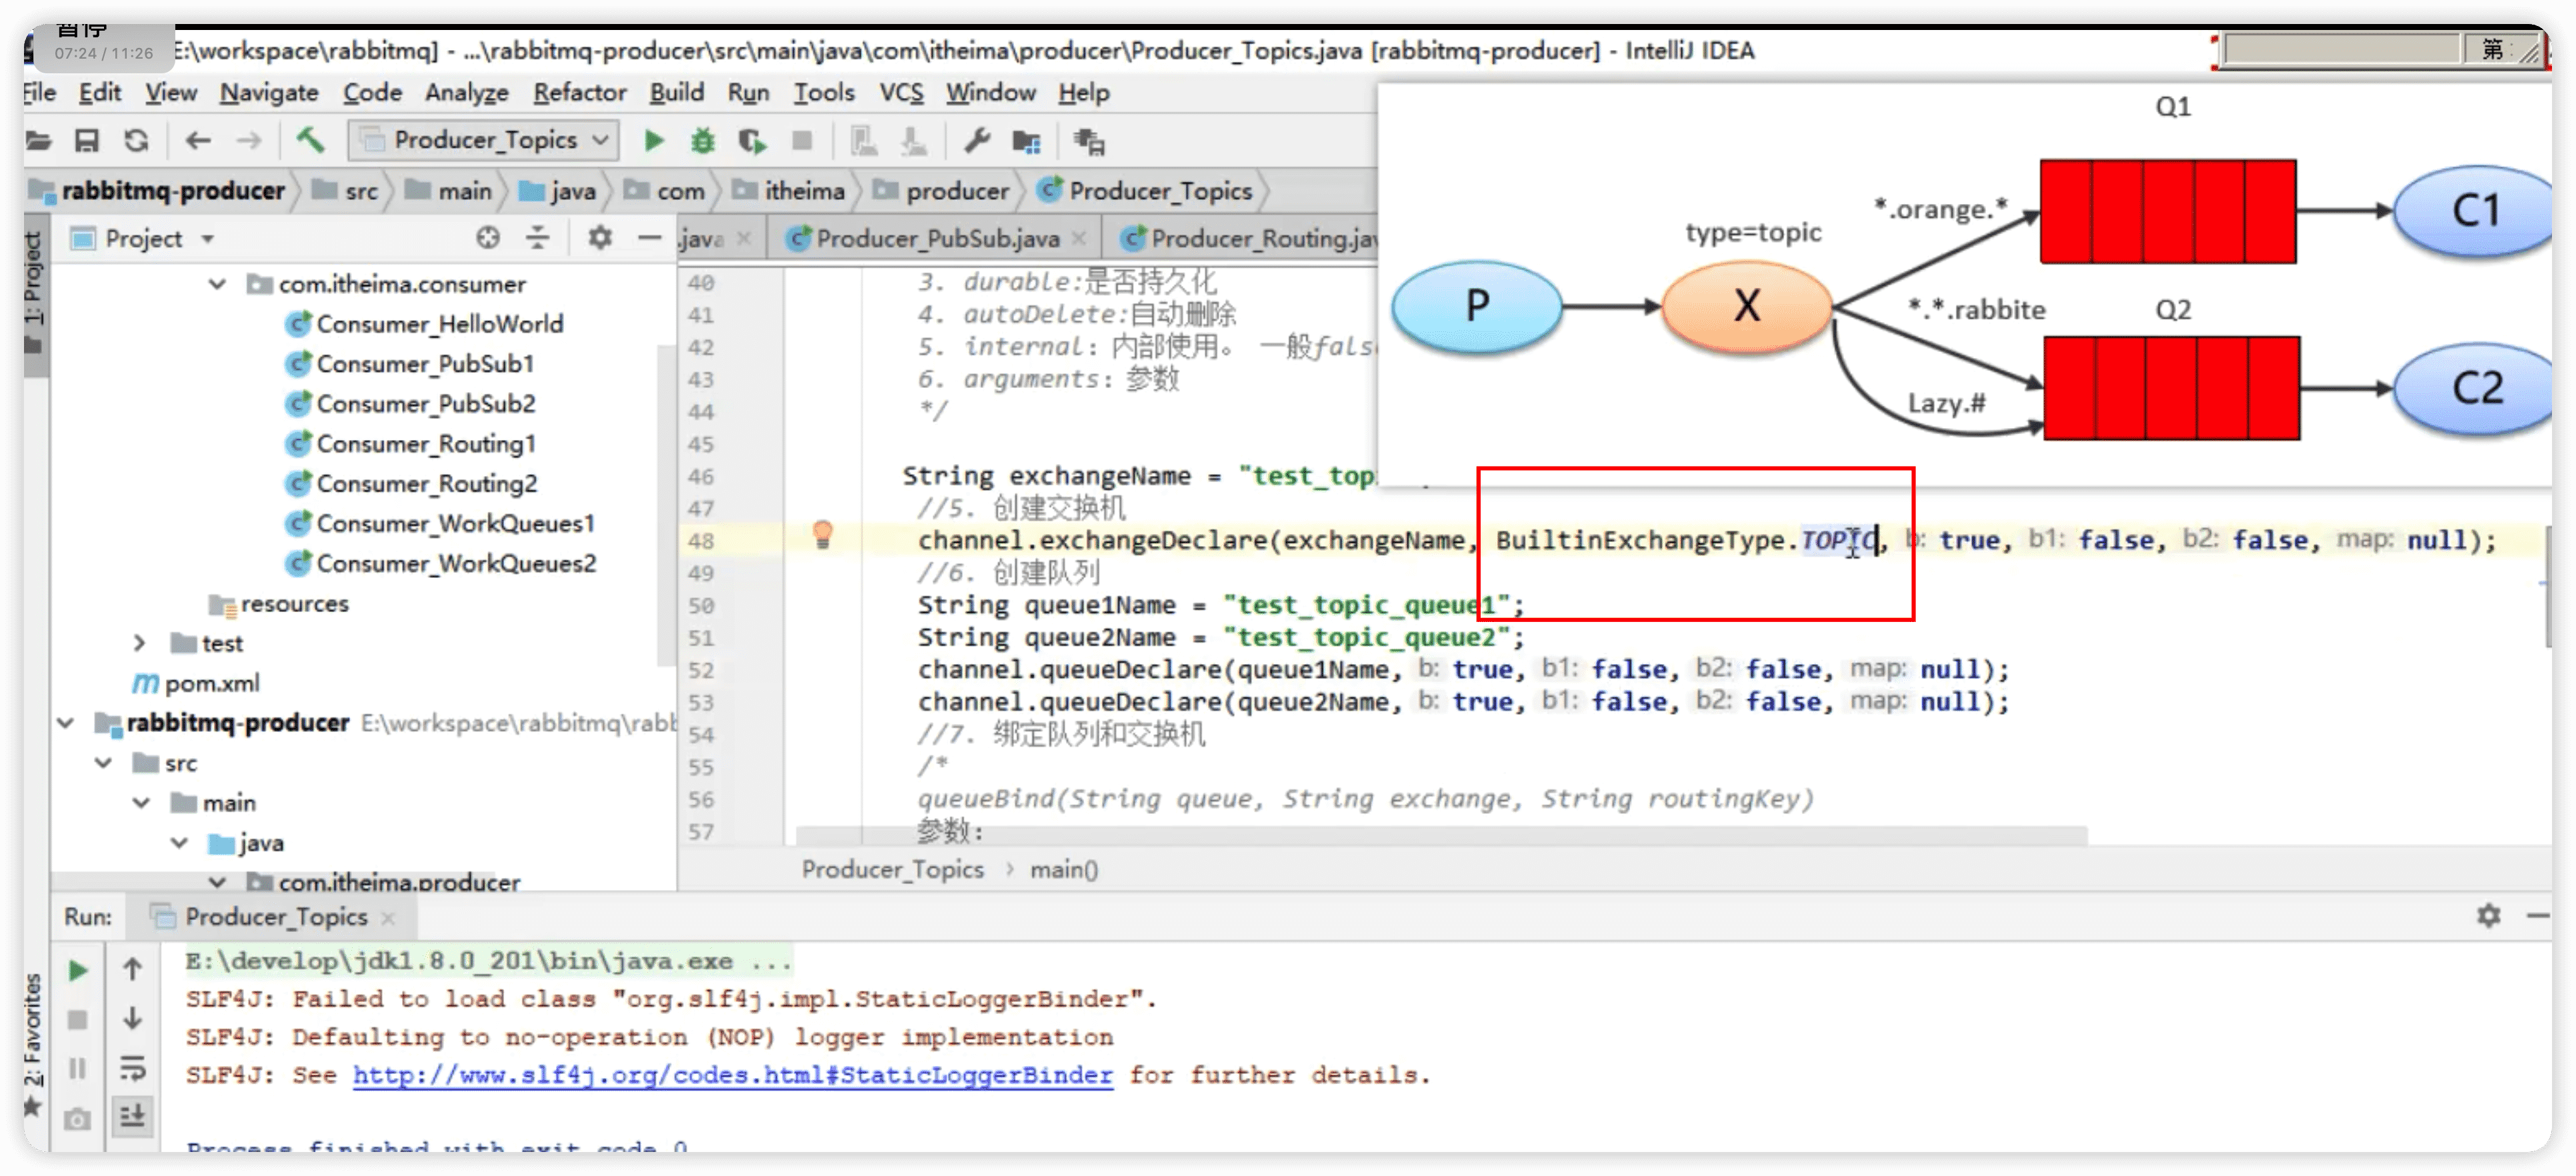 暂停
07:24 / 11:26
E:\workspace\rabbitmq] - ...\rabbitmq-producer\src\main\java\com\itheima\producer\Producer_Topics.java [rabbitmq-producer] - IntelliJ IDEA
第
File Edit View Navigate Code Analyze Refactor Build Run Tools VCS Window Help
Producer_Topics
rabbitmq-producer src main java com itheima producer Producer_Topics
1: Project
Project
.java Producer_PubSub.java Producer_Routing.jav
com.itheima.consumer
Consumer_HelloWorld
Consumer_PubSub1
Consumer_PubSub2
Consumer_Routing1
Consumer_Routing2
Consumer_WorkQueues1
Consumer_WorkQueues2
resources
test
pom.xml
rabbitmq-producer E:\workspace\rabbitmq\rabb
src
main
java
com.itheima.producer
40 3. durable:是否持久化
41 4. autoDelete:自动删除
42 5. internal: 内部使用。 一般fals
43 6. arguments: 参数
44 */
45
46 String exchangeName = "test_top
47 //5. 创建交换机
48 channel.exchangeDeclare(exchangeName, BuiltinExchangeType.TOPIC, b: true, b1: false, b2: false, map: null);
49 //6. 创建队列
50 String queue1Name = "test_topic_queue1";
51 String queue2Name = "test_topic_queue2";
52 channel.queueDeclare(queue1Name, b: true, b1: false, b2: false, map: null);
53 channel.queueDeclare(queue2Name, b: true, b1: false, b2: false, map: null);
54 //7. 绑定队列和交换机
55 /*
56 queueBind(String queue, String exchange, String routingKey)
57 参数:
Producer_Topics › main()
Q1
*.orange.*
type=topic
C1
P
X
*.*.rabbite
Q2
Lazy.#
C2
2: Favorites
Run: Producer_Topics
E:\develop\jdk1.8.0_201\bin\java.exe ...
SLF4J: Failed to load class "org.slf4j.impl.StaticLoggerBinder".
SLF4J: Defaulting to no-operation (NOP) logger implementation
SLF4J: See http://www.slf4j.org/codes.html#StaticLoggerBinder for further details.
Process finished with exit code 0